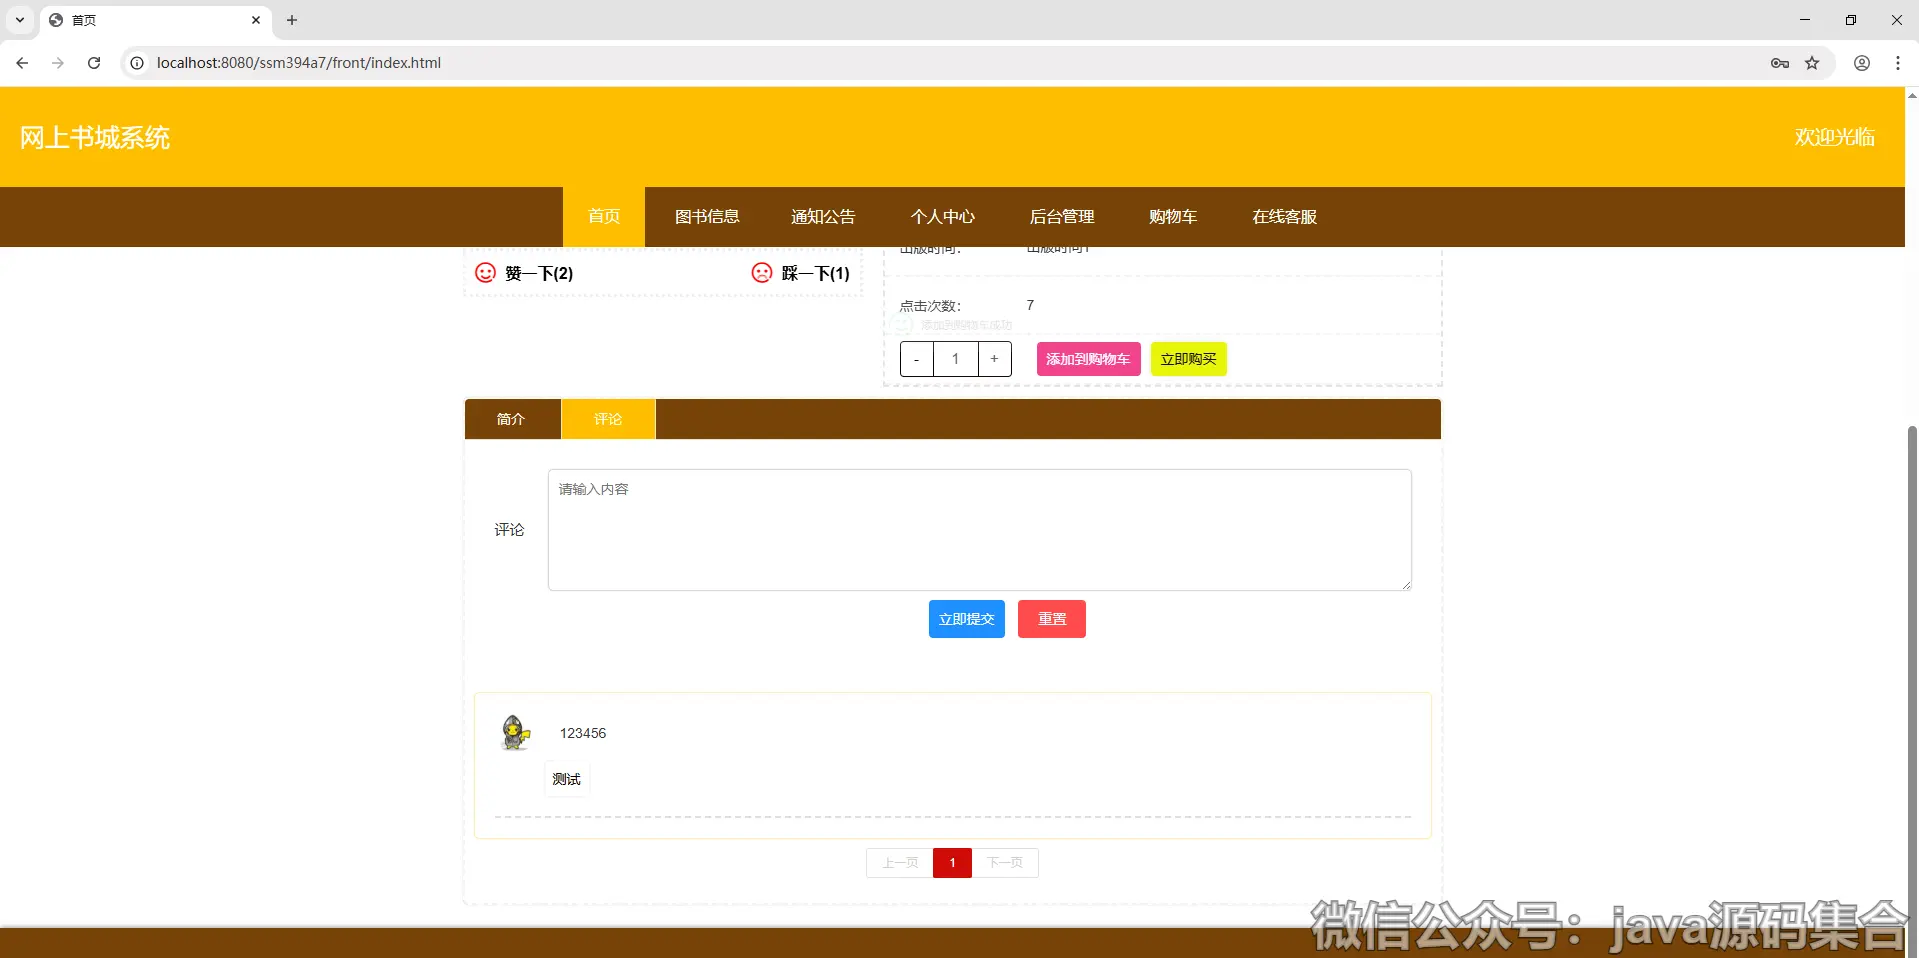 首页
localhost:8080/ssm394a7/front/index.html
网上书城系统
欢迎光临
首页 图书信息 通知公告 个人中心 后台管理 购物车 在线客服
出版时间： 出版时间1
赞一下(2) 踩一下(1)
点击次数： 7
添加到购物车成功
- 1 + 添加到购物车 立即购买
简介 评论
请输入内容
评论
立即提交 重置
123456
测试
上一页 1 下一页
微信公众号：java源码集合